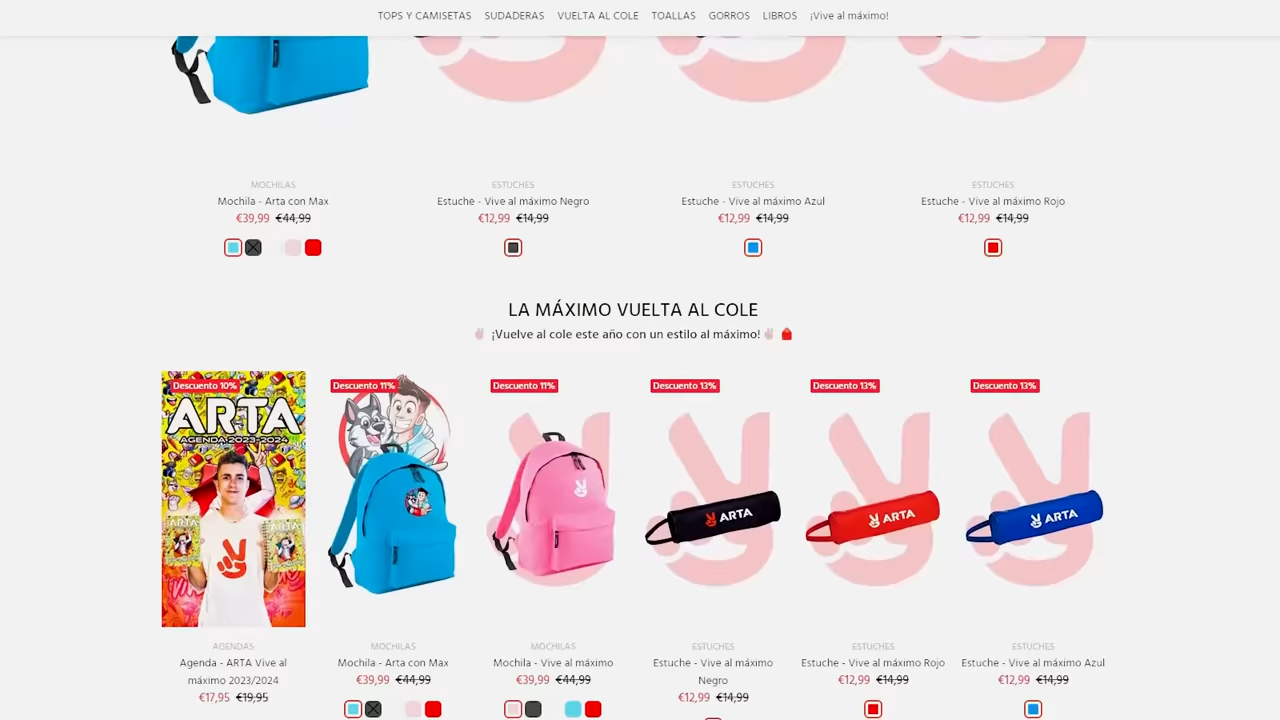 TOPS Y CAMISETAS SUDADERAS VUELTA AL COLE TOALLAS GORROS LIBROS ¡Vive al máximo!
MOCHILAS
Mochila - Arta con Max
€39,99 €44,99
ESTUCHES
Estuche - Vive al máximo Negro
€12,99 €14,99
ESTUCHES
Estuche - Vive al máximo Azul
€12,99 €14,99
ESTUCHES
Estuche - Vive al máximo Rojo
€12,99 €14,99
LA MÁXIMO VUELTA AL COLE
¡Vuelve al cole este año con un estilo al máximo!
Descuento 10%
ARTA
AGENDA 2023-2024
ARTA
ARTA
AGENDAS
Agenda - ARTA Vive al
máximo 2023/2024
€17,95 €19,95
Descuento 11%
MOCHILAS
Mochila - Arta con Max
€39,99 €44,99
Descuento 11%
MOCHILAS
Mochila - Vive al máximo
€39,99 €44,99
Descuento 13%
ARTA
ESTUCHES
Estuche - Vive al máximo
Negro
€12,99 €14,99
Descuento 13%
ARTA
ESTUCHES
Estuche - Vive al máximo Rojo
€12,99 €14,99
Descuento 13%
ARTA
ESTUCHES
Estuche - Vive al máximo Azul
€12,99 €14,99